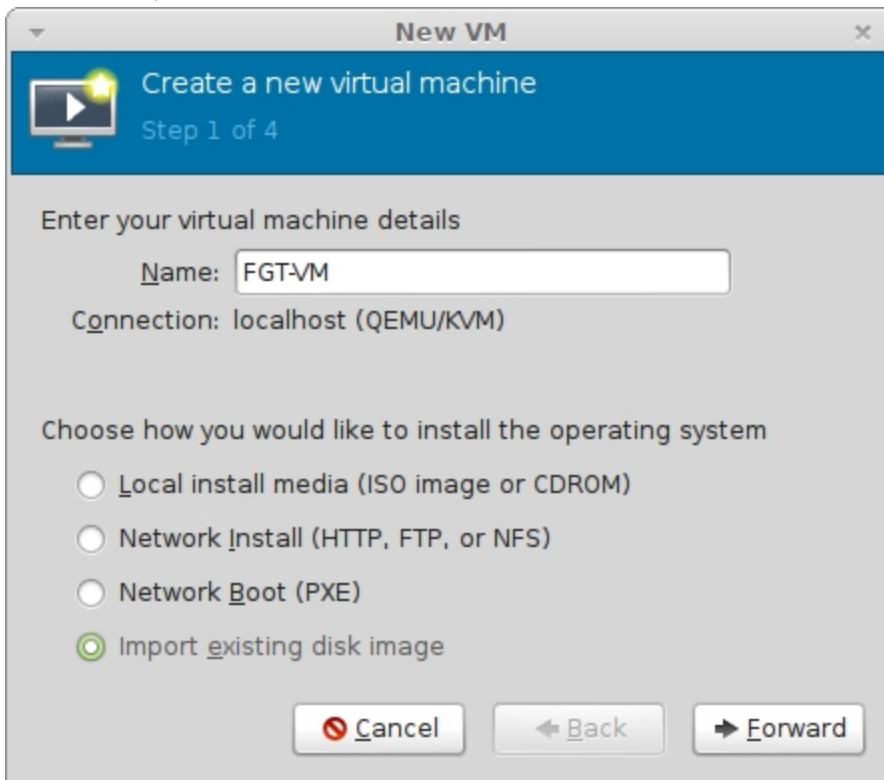 New VM
Create a new virtual machine
Step 1 of 4
Enter your virtual machine details
Name: FGT-VM
Connection: localhost (QEMU/KVM)
Choose how you would like to install the operating system
Local install media (ISO image or CDROM)
Network Install (HTTP, FTP, or NFS)
Network Boot (PXE)
Import existing disk image
Cancel Back Forward